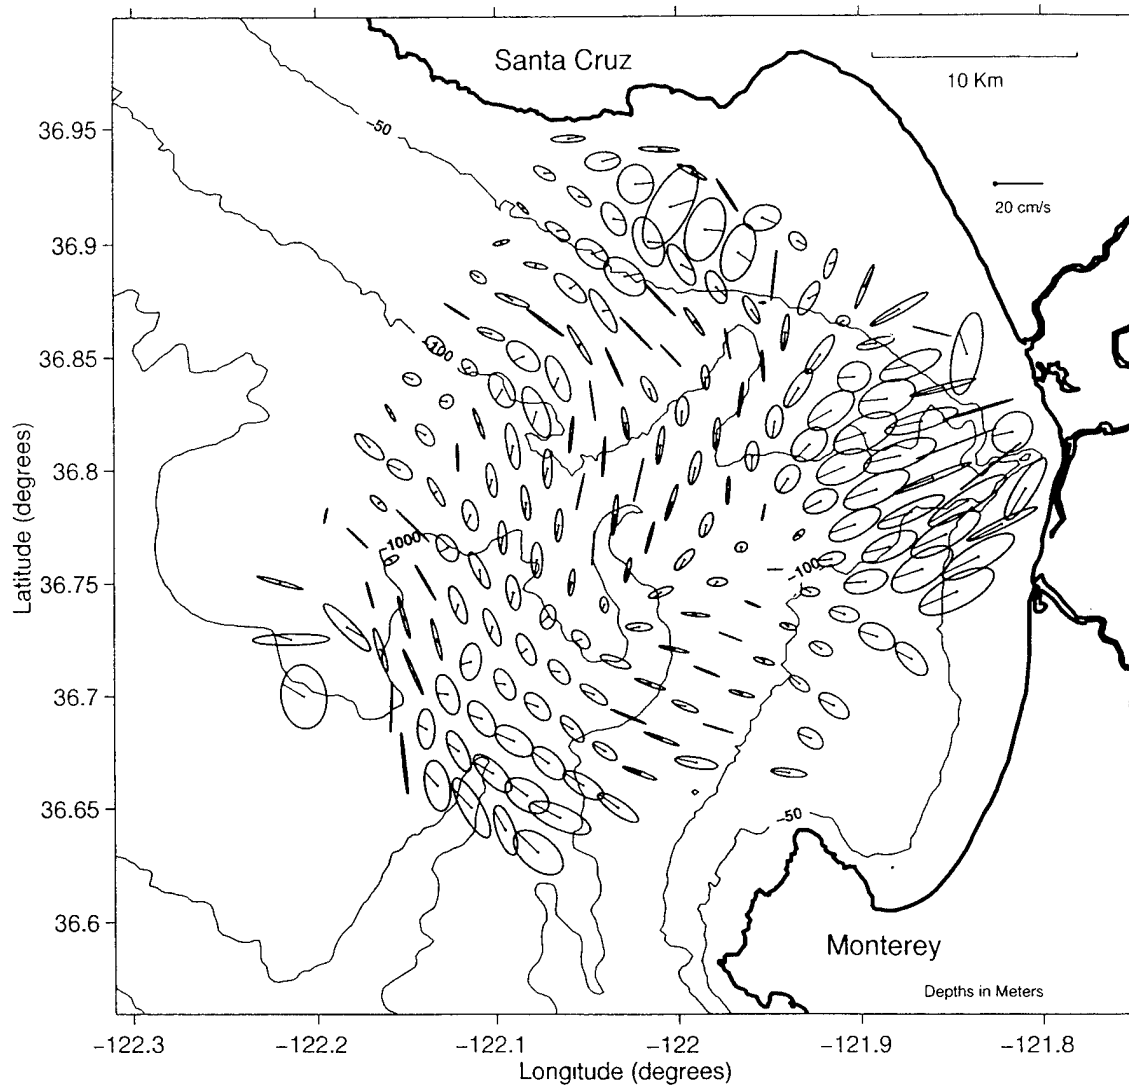 Santa Cruz
10 Km
-50
36.95
20 cm/s
36.9
-100
36.85
36.8
-1000
-100
36.75
36.7
36.65
-50
36.6
Monterey
Depths in Meters
Latitude (degrees)
-122.3
-122.2
-122.1
-122
-121.9
-121.8
Longitude (degrees)